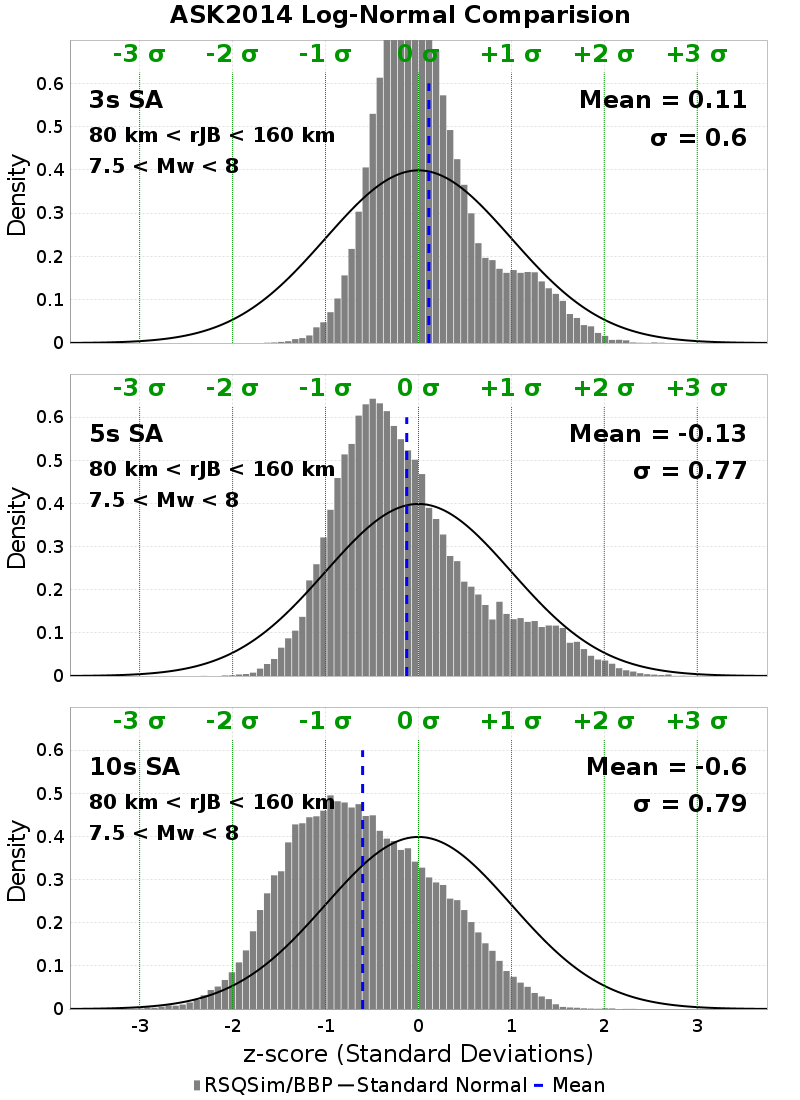 ASK2014 Log-Normal Comparision
-3 σ -2 σ -1 σ 0 σ +1 σ +2 σ +3 σ
3s SA
80 km < rJB < 160 km
7.5 < Mw < 8
Mean = 0.11
σ = 0.6
Density
0.6
0.5
0.4
0.3
0.2
0.1
0
-3 σ -2 σ -1 σ 0 σ +1 σ +2 σ +3 σ
5s SA
80 km < rJB < 160 km
7.5 < Mw < 8
Mean = -0.13
σ = 0.77
Density
0.6
0.5
0.4
0.3
0.2
0.1
0
-3 σ -2 σ -1 σ 0 σ +1 σ +2 σ +3 σ
10s SA
80 km < rJB < 160 km
7.5 < Mw < 8
Mean = -0.6
σ = 0.79
Density
0.6
0.5
0.4
0.3
0.2
0.1
0
-3 -2 -1 0 1 2 3
z-score (Standard Deviations)
RSQSim/BBP Standard Normal Mean